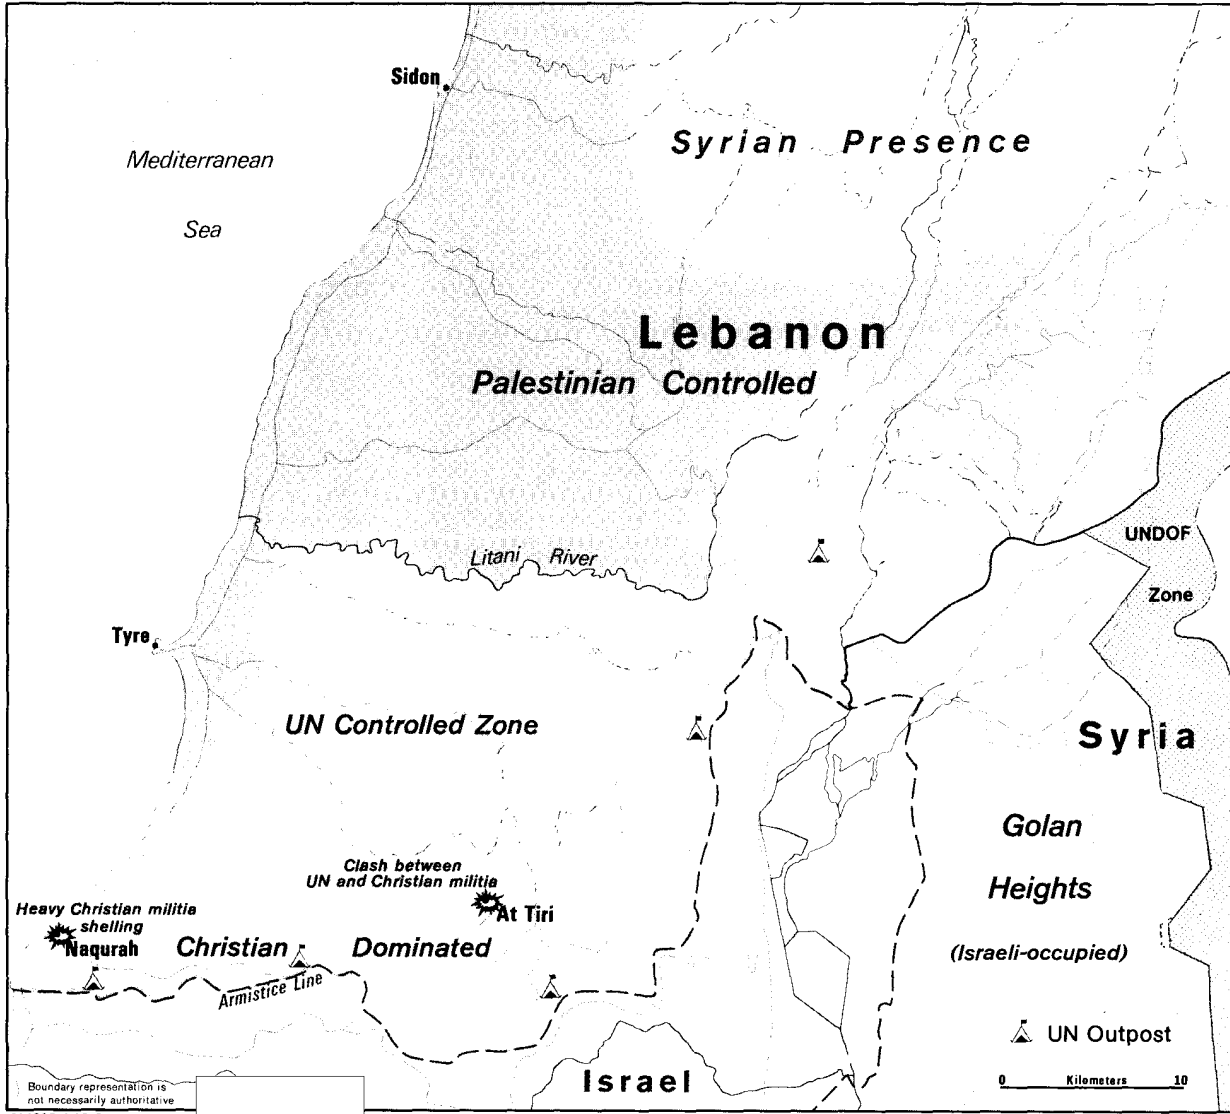 Sidon
Syrian Presence
Mediterranean
Sea
Lebanon
Palestinian Controlled
UNDOF
Zone
Litani River
Tyre
UN Controlled Zone
Syria
Golan
Heights
(Israeli-occupied)
Clash between
UN and Christian militia
At Tiri
Heavy Christian militia
shelling
Naqurah
Christian Dominated
Armistice Line
UN Outpost
Israel
0 Kilometers 10
Boundary representation is
not necessarily authoritative